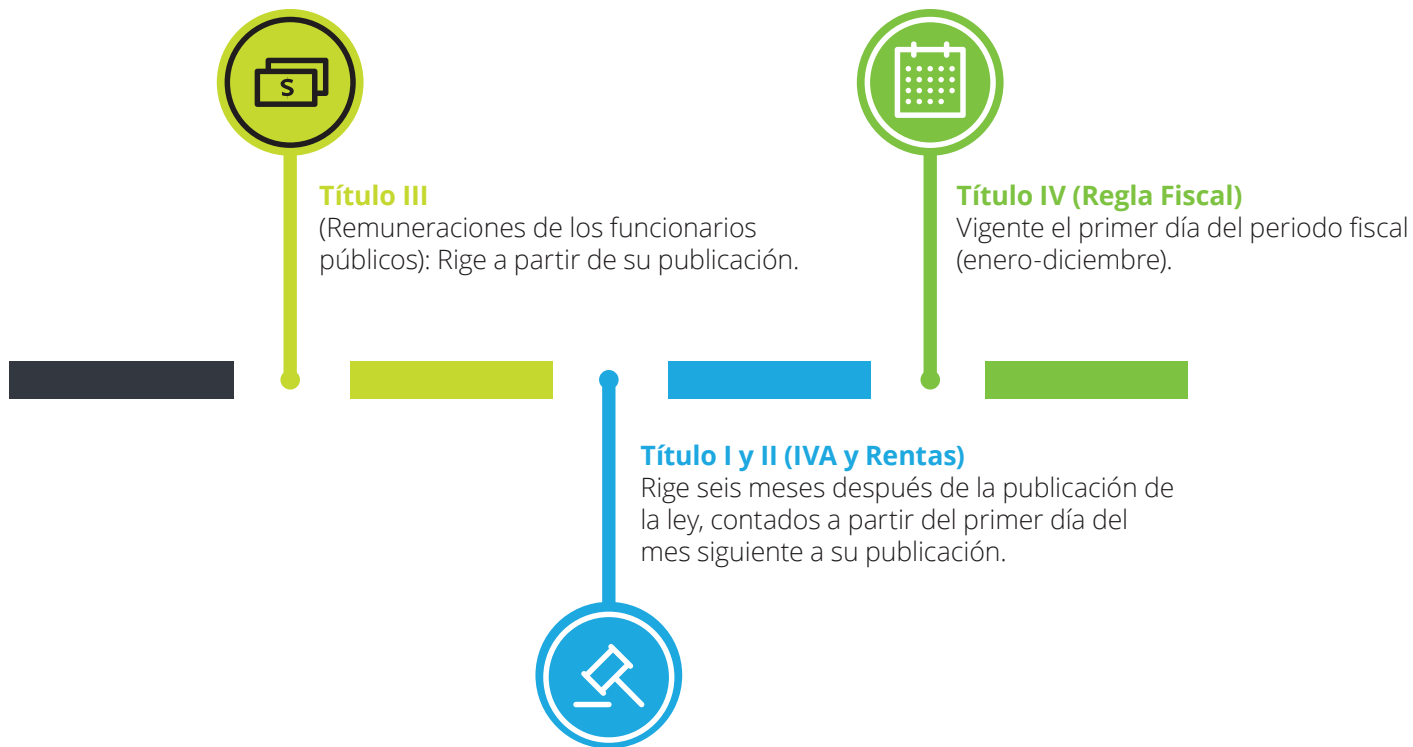 $
Título III
(Remuneraciones de los funcionarios
públicos): Rige a partir de su publicación.
Título I y II (IVA y Rentas)
Rige seis meses después de la publicación de
la ley, contados a partir del primer día del
mes siguiente a su publicación.
Título IV (Regla Fiscal)
Vigente el primer día del periodo fiscal
(enero-diciembre).